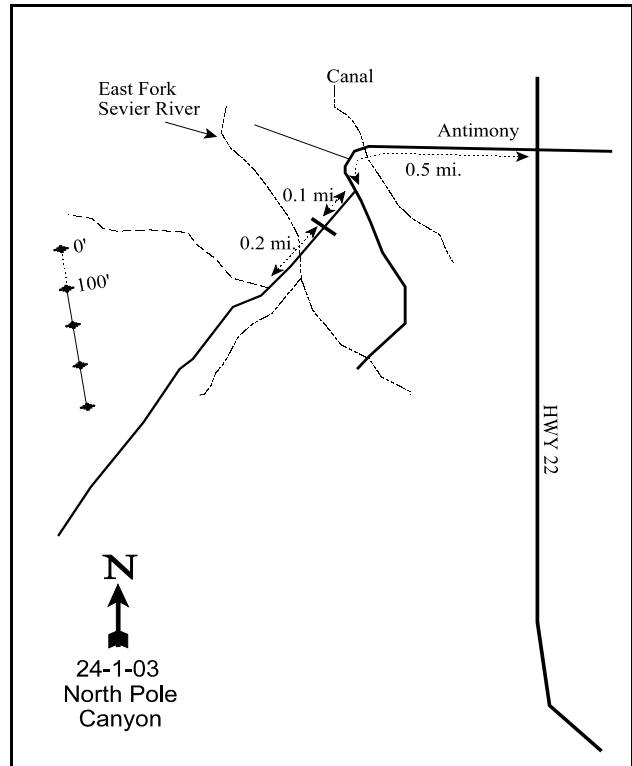 Canal
East Fork
Sevier River
Antimony
0.5 mi.
0.1 mi.
0.2 mi.
0'
100'
HWY 22
N
24-1-03
North Pole
Canyon